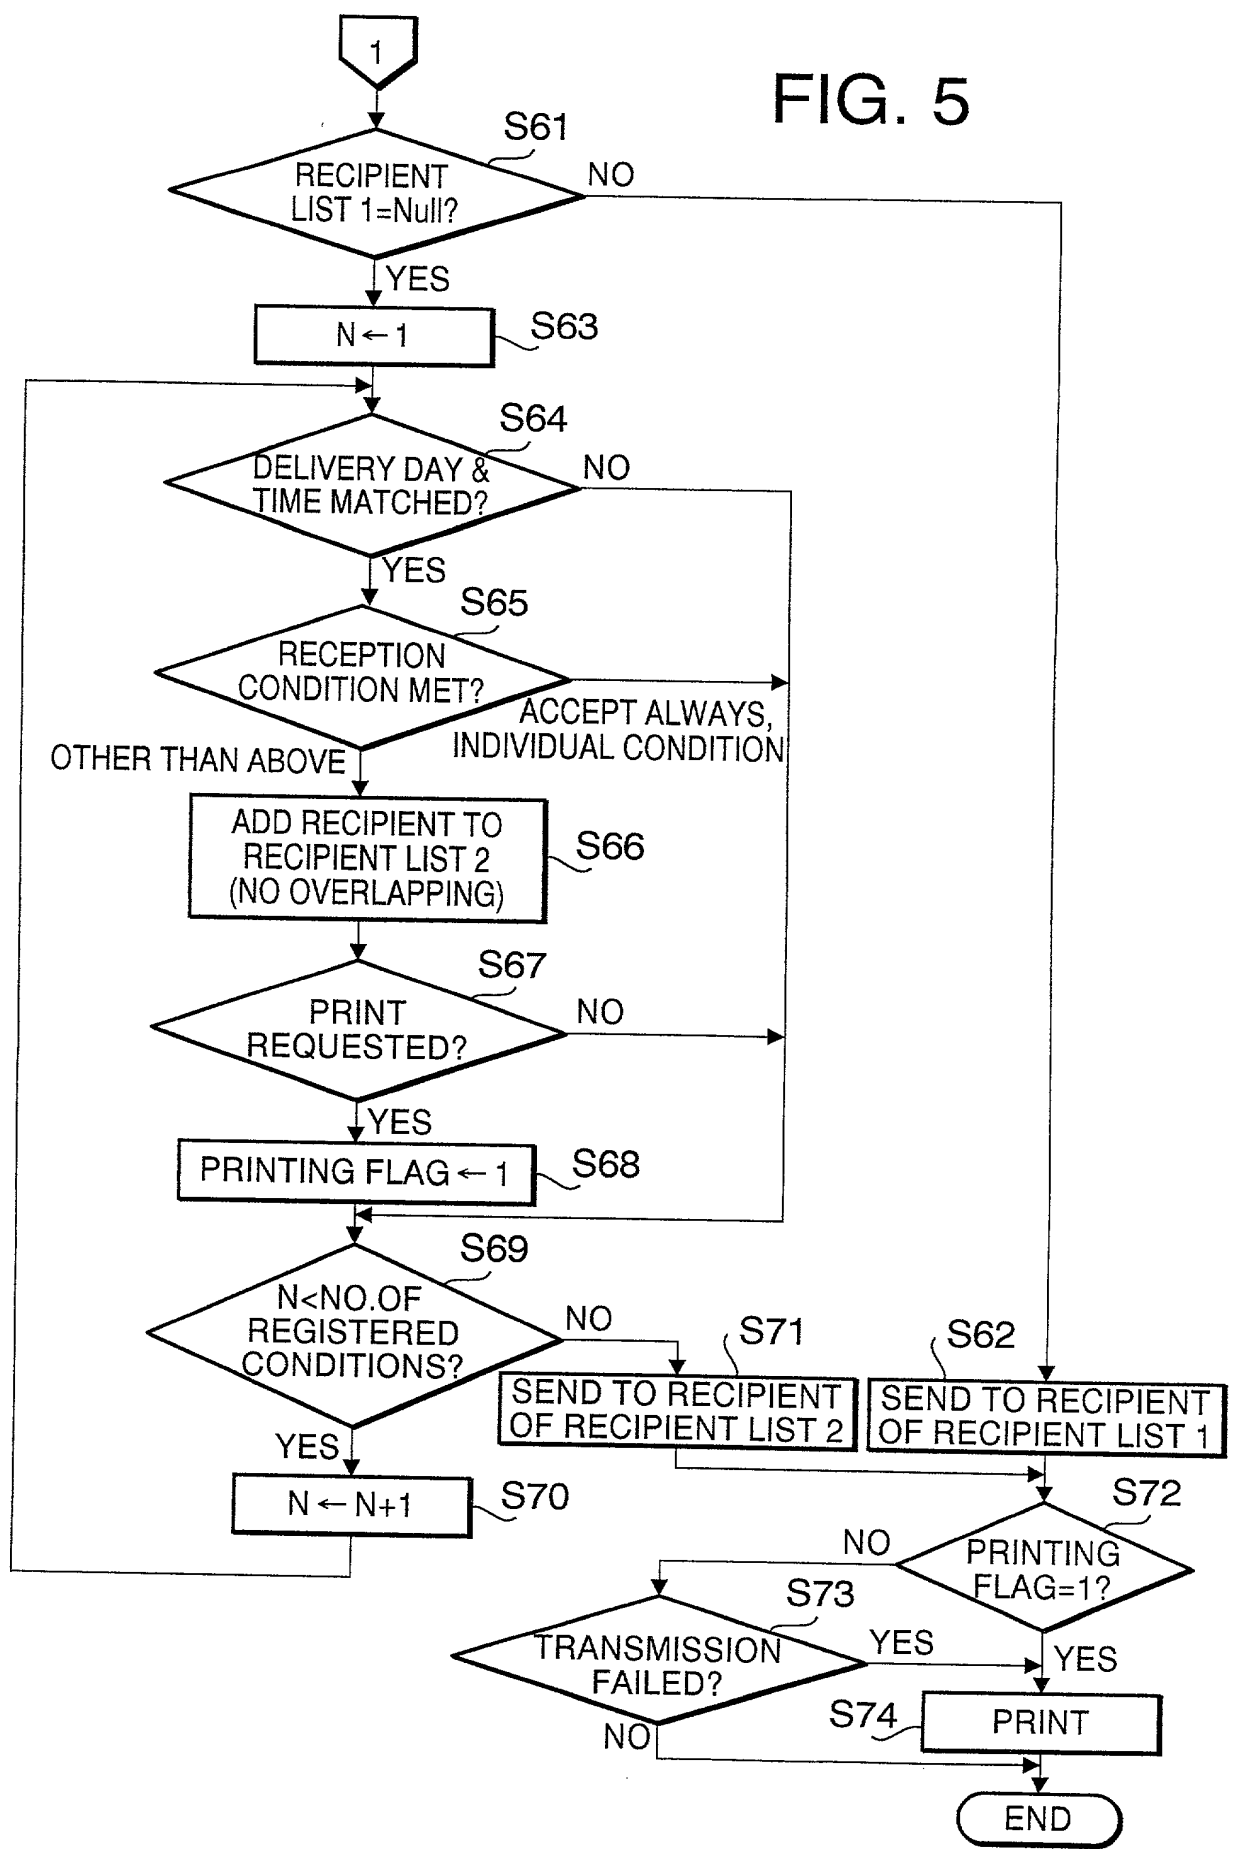 1
FIG. 5
S61
RECIPIENT
LIST 1=Null?
NO
YES
N←1
S63
S64
DELIVERY DAY &
TIME MATCHED?
NO
YES
S65
RECEPTION
CONDITION MET?
ACCEPT ALWAYS,
INDIVIDUAL CONDITION
OTHER THAN ABOVE
ADD RECIPIENT TO
RECIPIENT LIST 2
(NO OVERLAPPING)
S66
S67
PRINT
REQUESTED?
NO
YES
PRINTING FLAG←1
S68
S69
N<NO.OF
REGISTERED
CONDITIONS?
NO
YES
N←N+1
S70
S71
SEND TO RECIPIENT
OF RECIPIENT LIST 2
S62
SEND TO RECIPIENT
OF RECIPIENT LIST 1
S72
PRINTING
FLAG=1?
NO
YES
S73
TRANSMISSION
FAILED?
YES
NO
S74
PRINT
END